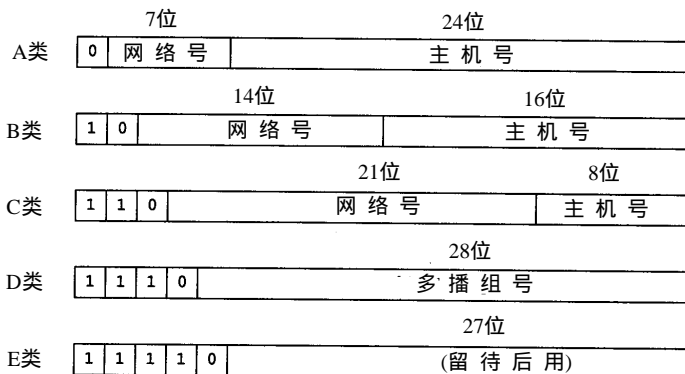 7位 24位
A类 0 网络号 主机号
14位 16位
B类 1 0 网络号 主机号
21位 8位
C类 1 1 0 网络号 主机号
28位
D类 1 1 1 0 多播组号
27位
E类 1 1 1 1 0 (留待后用)